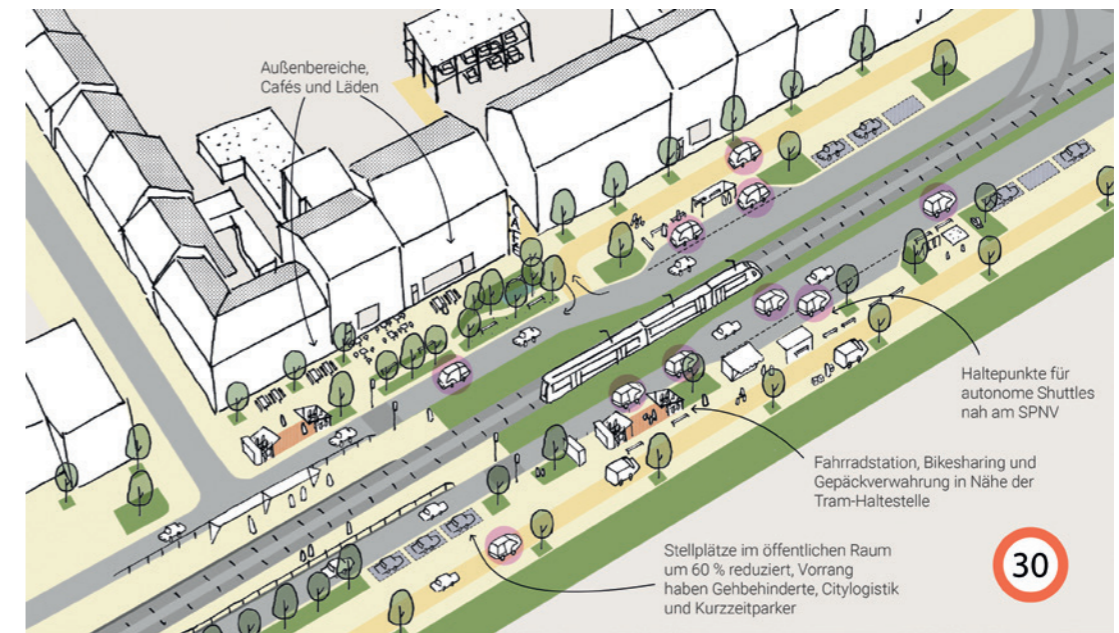 Außenbereiche,
Cafés und Läden
Haltepunkte für
autonome Shuttles
nah am SPNV
Fahrradstation, Bikesharing und
Gepäckverwahrung in Nähe der
Tram-Haltestelle
Stellplätze im öffentlichen Raum
um 60 % reduziert, Vorrang
haben Gehbehinderte, Citylogistik
und Kurzzeitparker
30